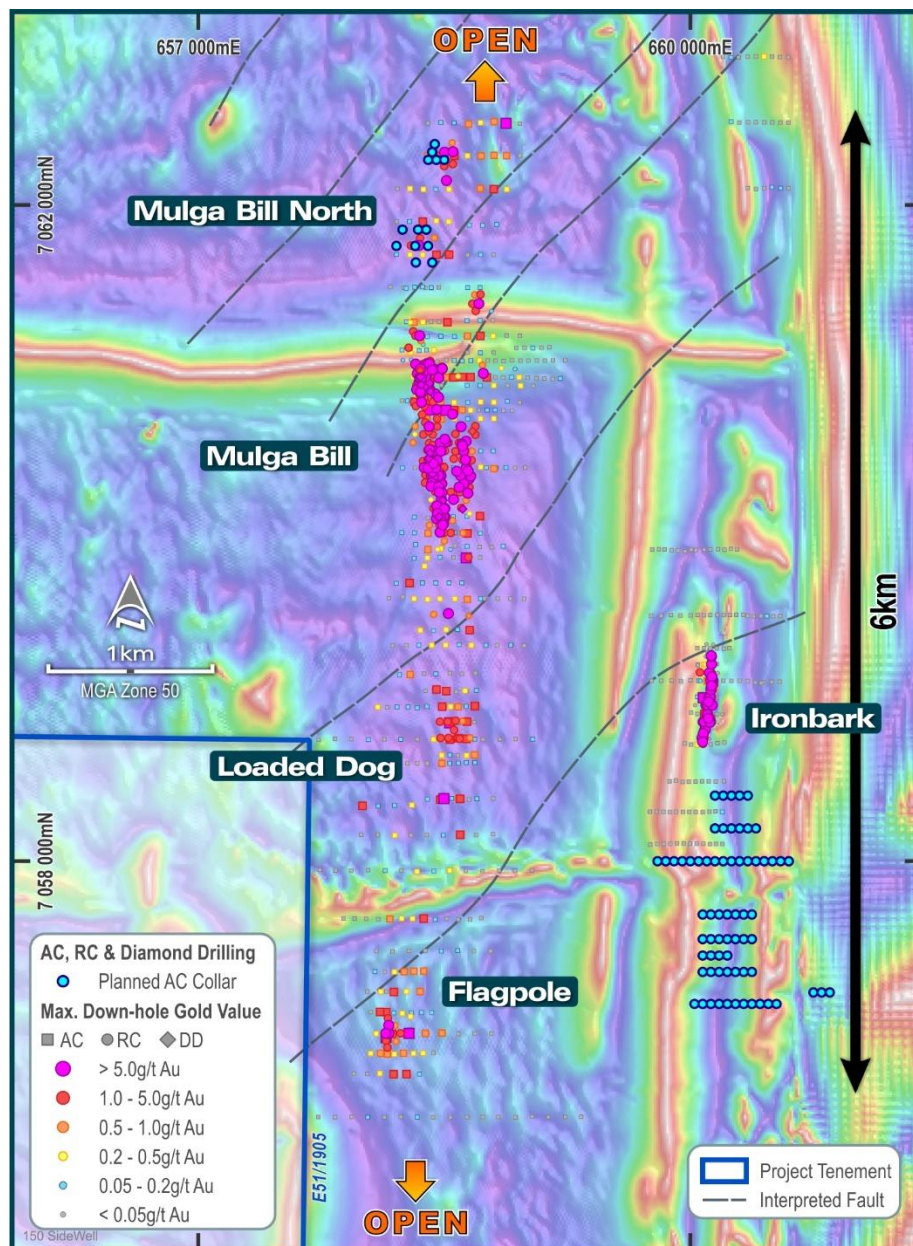 657 000mE
OPEN
660 000mE
7 062 000mN
Mulga Bill North
Mulga Bill
1km
MGA Zone 50
6km
Ironbark
Loaded Dog
7 058 000mN
Flagpole
AC, RC & Diamond Drilling
Planned AC Collar
Max. Down-hole Gold Value
AC RC DD
> 5.0g/t Au
1.0 - 5.0g/t Au
0.5 - 1.0g/t Au
0.2 - 0.5g/t Au
0.05 - 0.2g/t Au
< 0.05g/t Au
150 SideWell
E51/1905
OPEN
Project Tenement
Interpreted Fault